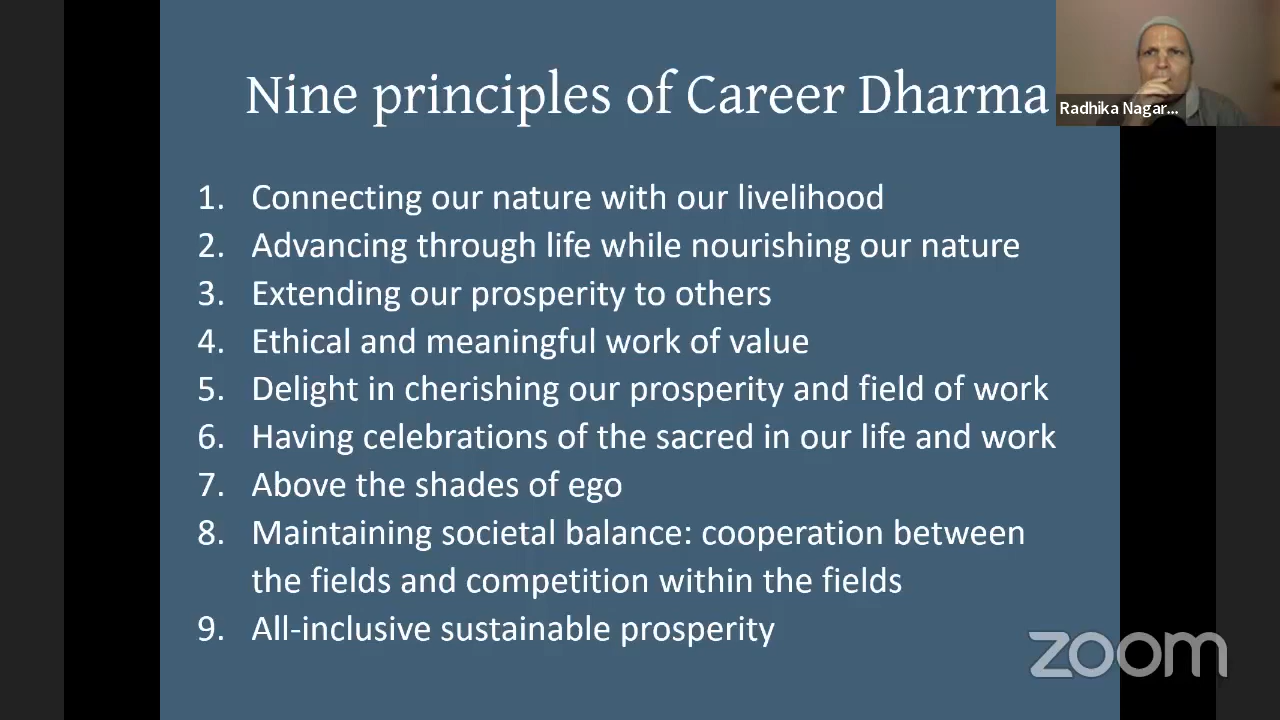 Nine principles of Career Dharma
Radhika Nagar...
1. Connecting our nature with our livelihood
2. Advancing through life while nourishing our nature
3. Extending our prosperity to others
4. Ethical and meaningful work of value
5. Delight in cherishing our prosperity and field of work
6. Having celebrations of the sacred in our life and work
7. Above the shades of ego
8. Maintaining societal balance: cooperation between
the fields and competition within the fields
9. All-inclusive sustainable prosperity
zoom